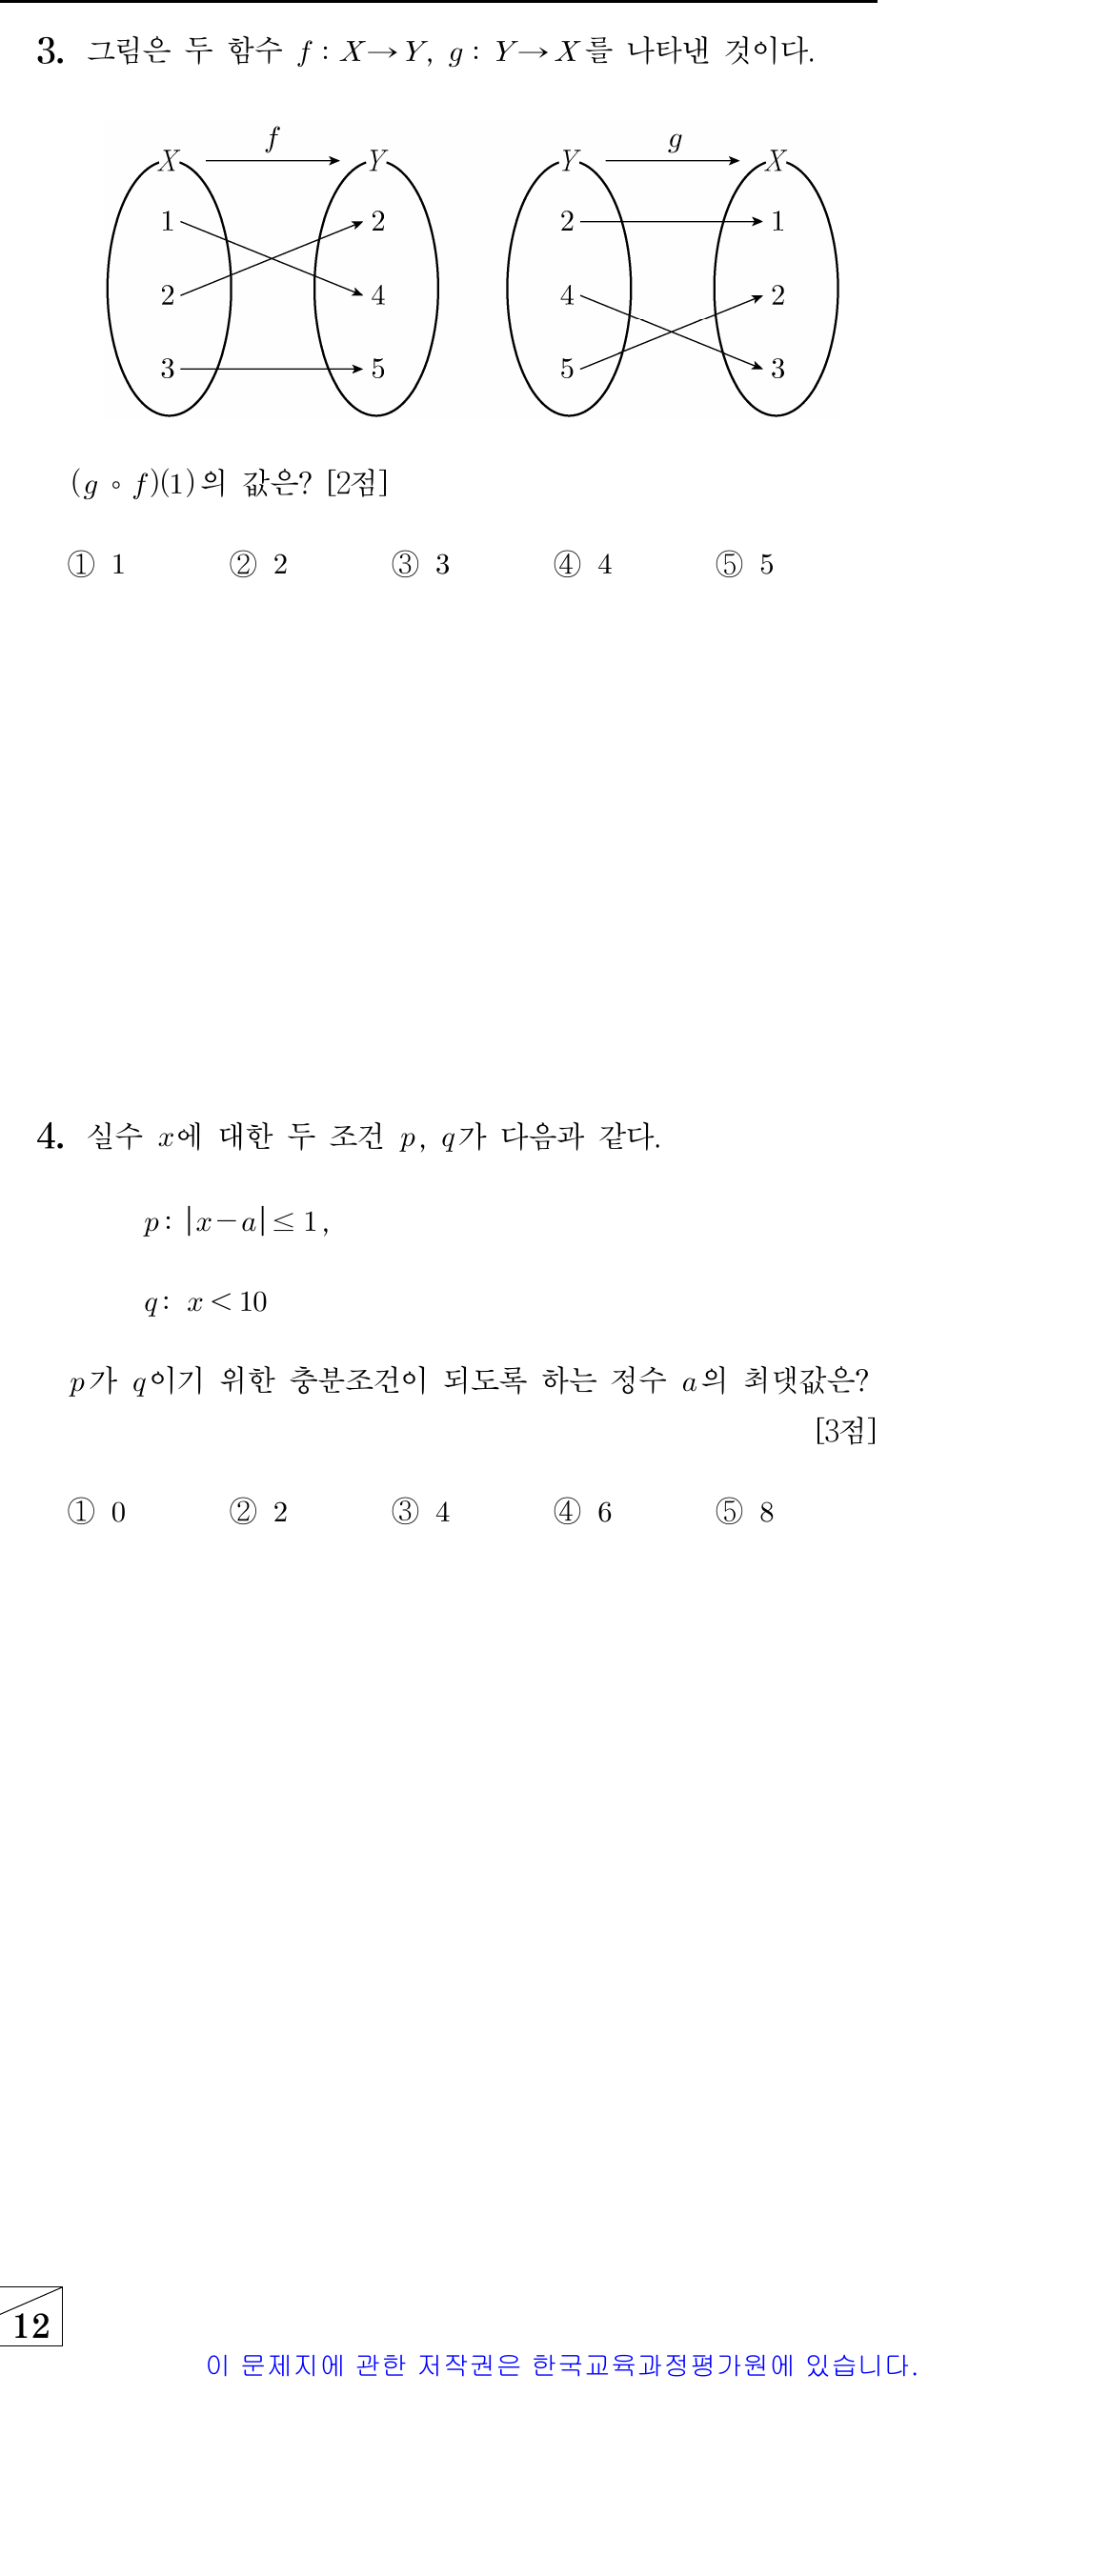 3. 그림은 두 함수 f : X→Y, g : Y→X를 나타낸 것이다.
f
g
X Y Y X
1 2 2 1
2 4 4 2
3 5 5 3
(g∘f)(1)의 값은? [2점]
① 1 ② 2 ③ 3 ④ 4 ⑤ 5
4. 실수 x에 대한 두 조건 p, q가 다음과 같다.
p : |x−a| ≤ 1,
q : x < 10
p가 q이기 위한 충분조건이 되도록 하는 정수 a의 최댓값은?
[3점]
① 0 ② 2 ③ 4 ④ 6 ⑤ 8
12
이 문제지에 관한 저작권은 한국교육과정평가원에 있습니다.